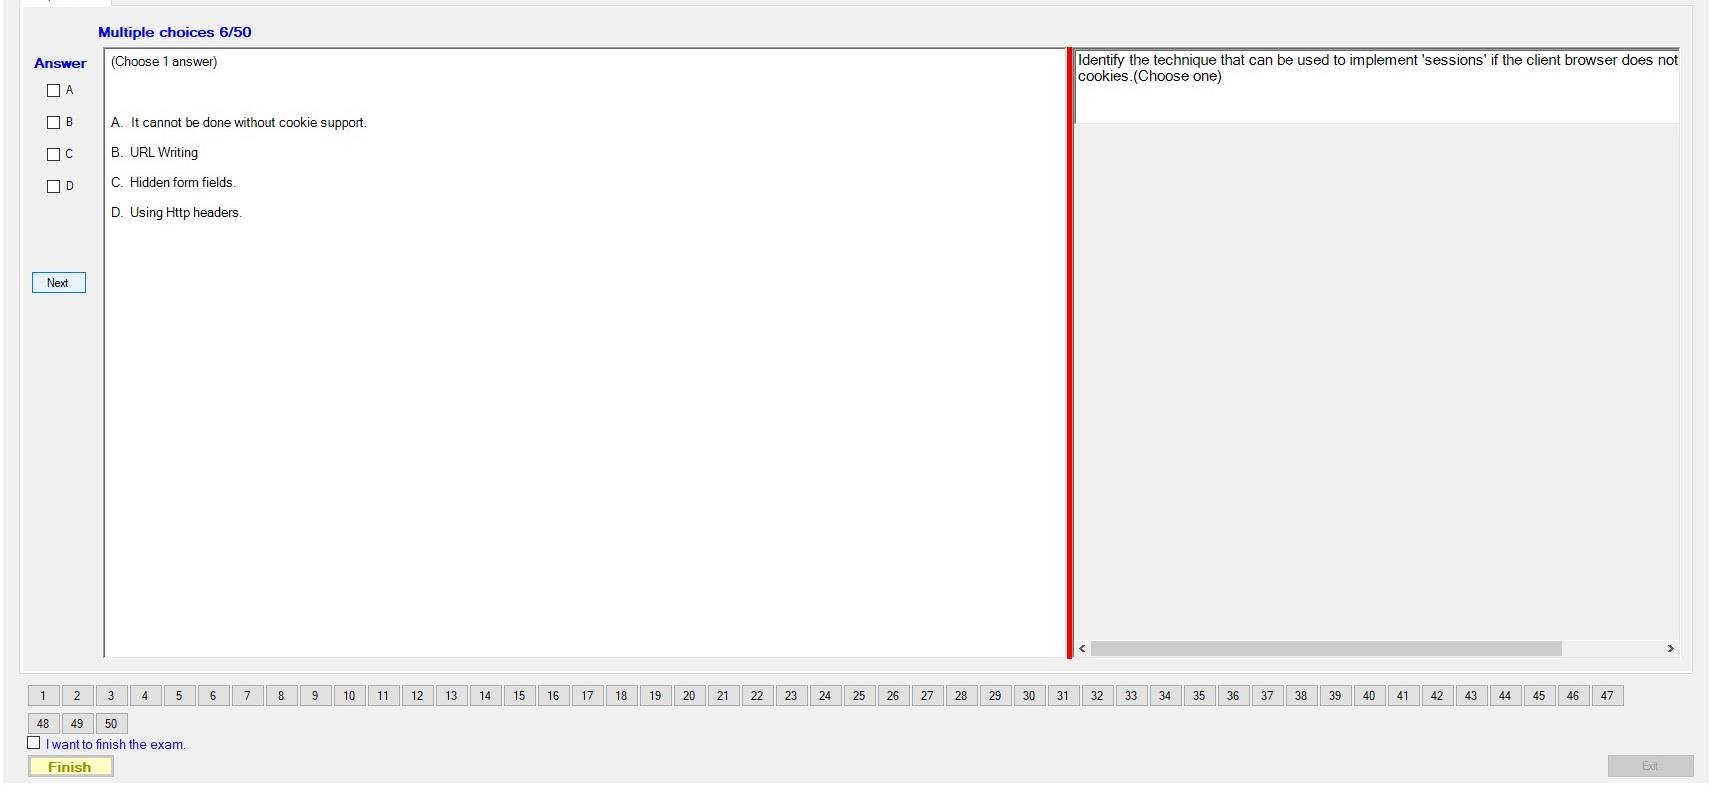 Multiple choices 6/50
Answer
A
B
C
D
Next
(Choose 1 answer)
A. It cannot be done without cookie support.
B. URL Writing
C. Hidden form fields.
D. Using Http headers.
Identify the technique that can be used to implement 'sessions' if the client browser does not
cookies.(Choose one)
1 2 3 4 5 6 7 8 9 10 11 12 13 14 15 16 17 18 19 20 21 22 23 24 25 26 27 28 29 30 31 32 33 34 35 36 37 38 39 40 41 42 43 44 45 46 47
48 49 50
I want to finish the exam.
Finish
Exit